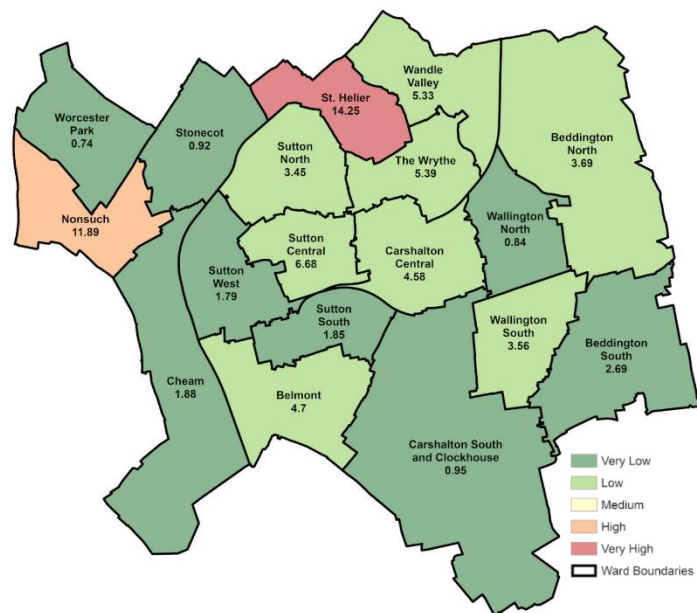 Wandle
Valley
5.33
St. Helier
14.25
Worcester
Park
0.74
Stonecot
0.92
Sutton
North
3.45
The Wrythe
5.39
Beddington
North
3.69
Nonsuch
11.89
Wallington
North
0.84
Sutton
Central
6.68
Carshalton
Central
4.58
Sutton
West
1.79
Sutton
South
1.85
Wallington
South
3.56
Beddington
South
2.69
Cheam
1.88
Belmont
4.7
Carshalton South
and Clockhouse
0.95
Very Low
Low
Medium
High
Very High
Ward Boundaries